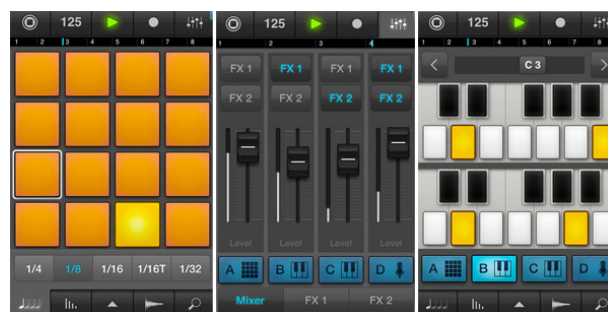 125
1 2 3 4 5 6 7 8
1/4 1/8 1/16 1/16T 1/32
125
1 2 3 4
FX 1 FX 1 FX 1 FX 1
FX 2 FX 2 FX 2 FX 2
Level Level Level Level
A B C D
Mixer FX 1 FX 2
125
1 2 3 4 5 6 7 8
C 3
A B C D